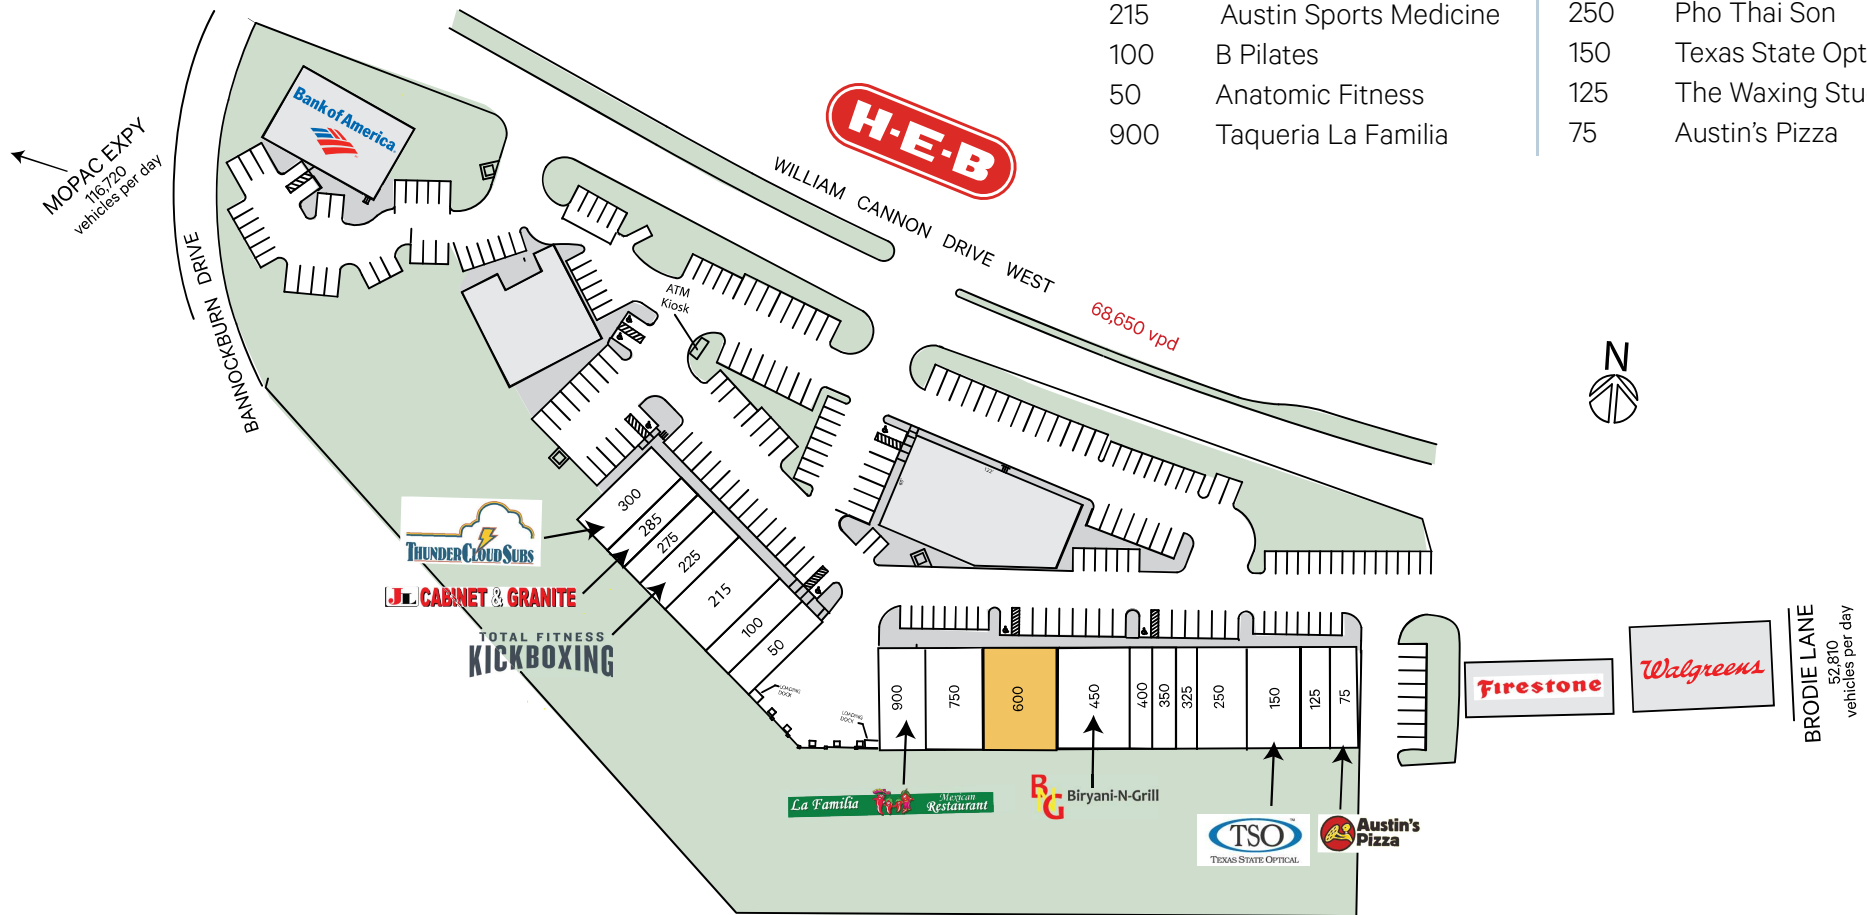 215 Austin Sports Medicine
100 B Pilates
50 Anatomic Fitness
900 Taqueria La Familia
250 Pho Thai Son
150 Texas State Opt
125 The Waxing Stu
75 Austin's Pizza
Bank of America
H-E-B
MOPAC EXPY
116,720
vehicles per day
BANNOCKBURN DRIVE
WILLIAM CANNON DRIVE WEST
68,650 vpd
ATM
Kiosk
N
THUNDERCLOUD SUBS
JL CABINET & GRANITE
TOTAL FITNESS
KICKBOXING
300
285
275
225
215
100
50
LOADING
DOCK
LOADING
DOCK
900
750
600
450
400
350
325
250
150
125
75
La Familia Mexican
Restaurant
BNG Biryani-N-Grill
TSO
TEXAS STATE OPTICAL
Austin's
Pizza
Firestone
Walgreens
BRODIE LANE
52,810
vehicles per day